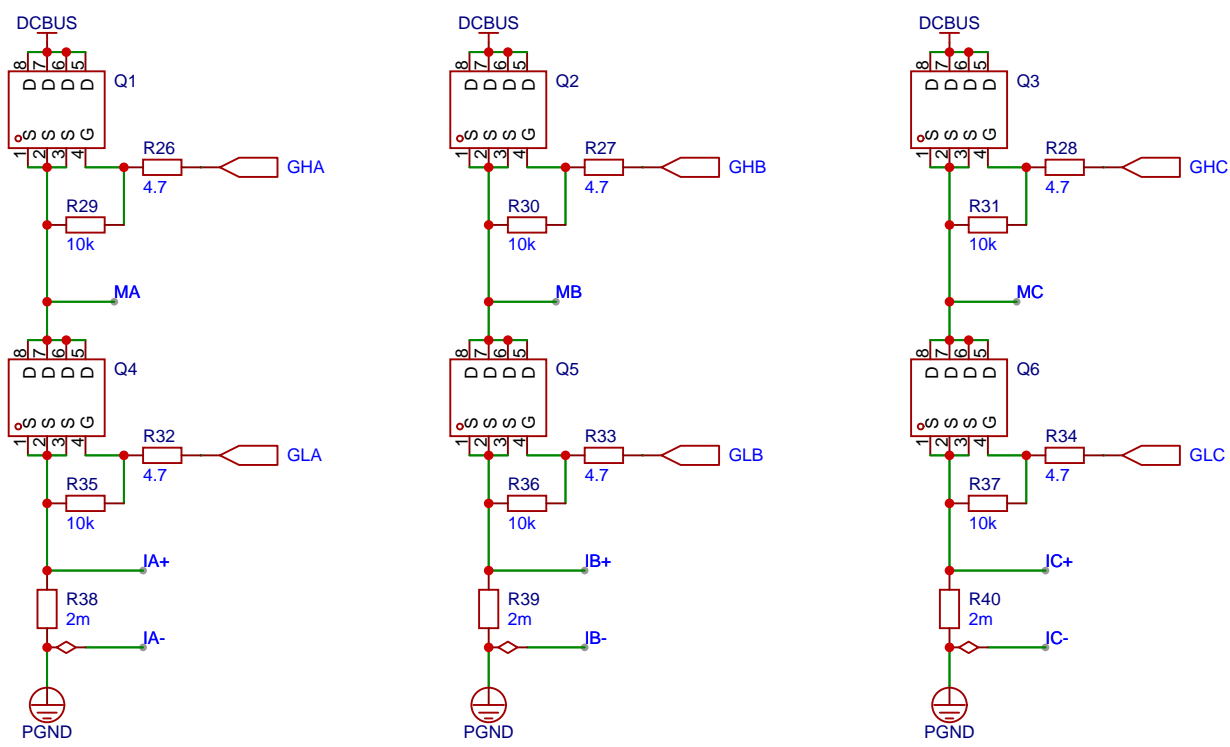 DCBUS DCBUS DCBUS
8 7 6 5 8 7 6 5 8 7 6 5
D D D D Q1 D D D D Q2 D D D D Q3
S S S G S S S G S S S G
1 2 3 4 1 2 3 4 1 2 3 4
R26 R27 R28
GHA GHB GHC
4.7 4.7 4.7
R29 R30 R31
10k 10k 10k
MA MB MC
8 7 6 5 8 7 6 5 8 7 6 5
D D D D Q4 D D D D Q5 D D D D Q6
S S S G S S S G S S S G
1 2 3 4 1 2 3 4 1 2 3 4
R32 R33 R34
GLA GLB GLC
4.7 4.7 4.7
R35 R36 R37
10k 10k 10k
IA+ IB+ IC+
R38 R39 R40
2m 2m 2m
IA- IB- IC-
PGND PGND PGND